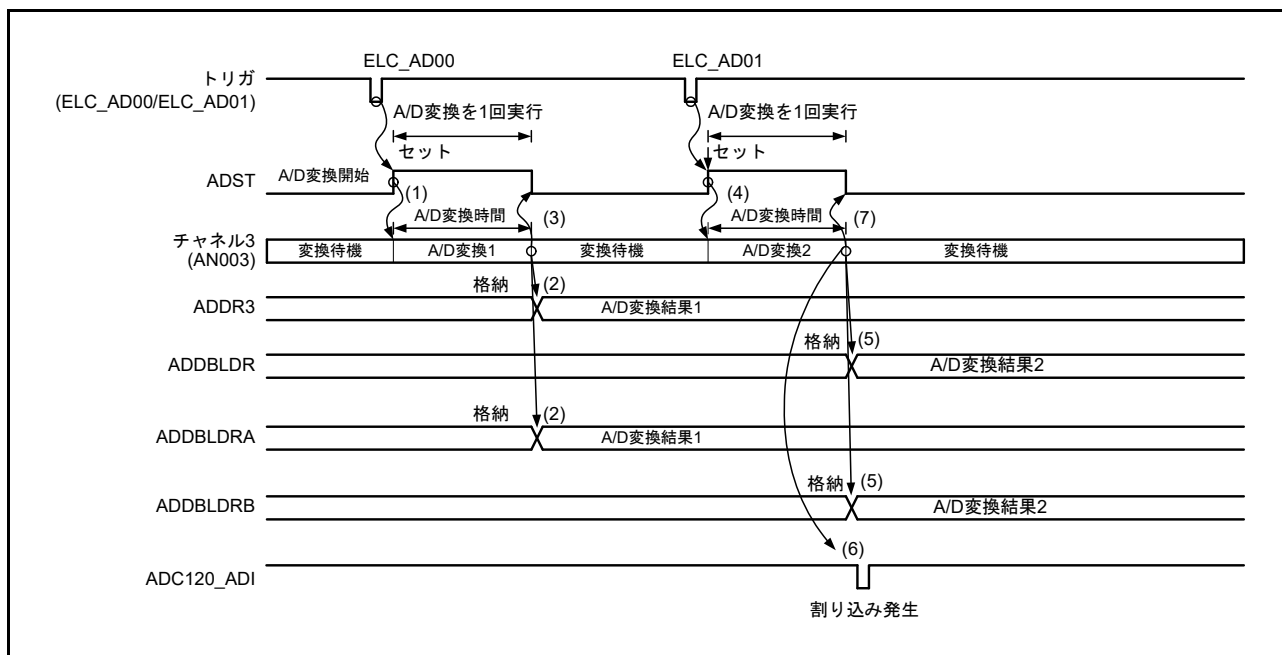 ELC_AD00
ELC_AD01
トリガ
(ELC_AD00/ELC_AD01)
A/D変換を1回実行
A/D変換を1回実行
セット
セット
ADST
A/D変換開始
(1)
(4)
A/D変換時間
(3)
A/D変換時間
(7)
チャネル3
(AN003)
変換待機
A/D変換1
変換待機
A/D変換2
変換待機
格納
(2)
ADDR3
A/D変換結果1
格納
(5)
ADDBLDR
A/D変換結果2
格納
(2)
ADDBLDRA
A/D変換結果1
格納
(5)
ADDBLDRB
A/D変換結果2
(6)
ADC120_ADI
割り込み発生